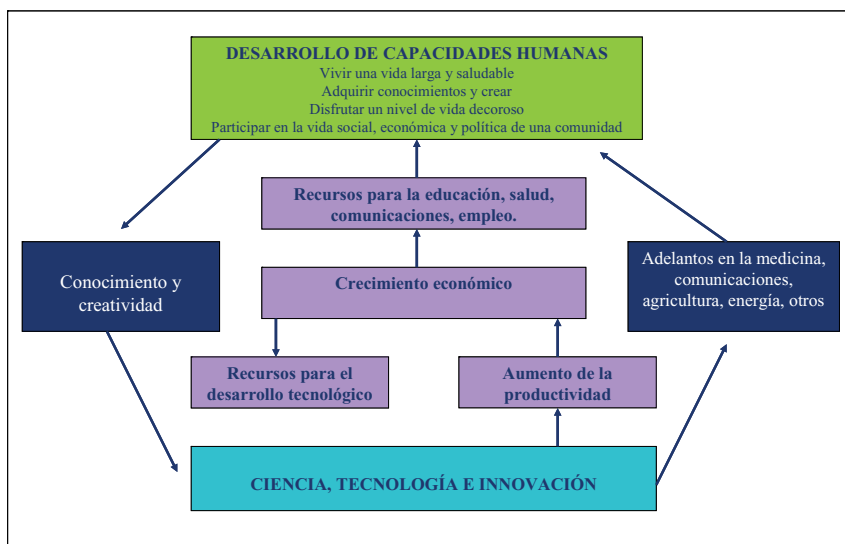 DESARROLLO DE CAPACIDADES HUMANAS
Vivir una vida larga y saludable
Adquirir conocimientos y crear
Disfrutar un nivel de vida decoroso
Participar en la vida social, económica y política de una comunidad
Recursos para la educación, salud,
comunicaciones, empleo.
Conocimiento y
creatividad
Crecimiento económico
Adelantos en la medicina,
comunicaciones,
agricultura, energía, otros
Recursos para el
desarrollo tecnológico
Aumento de la
productividad
CIENCIA, TECNOLOGÍA E INNOVACIÓN